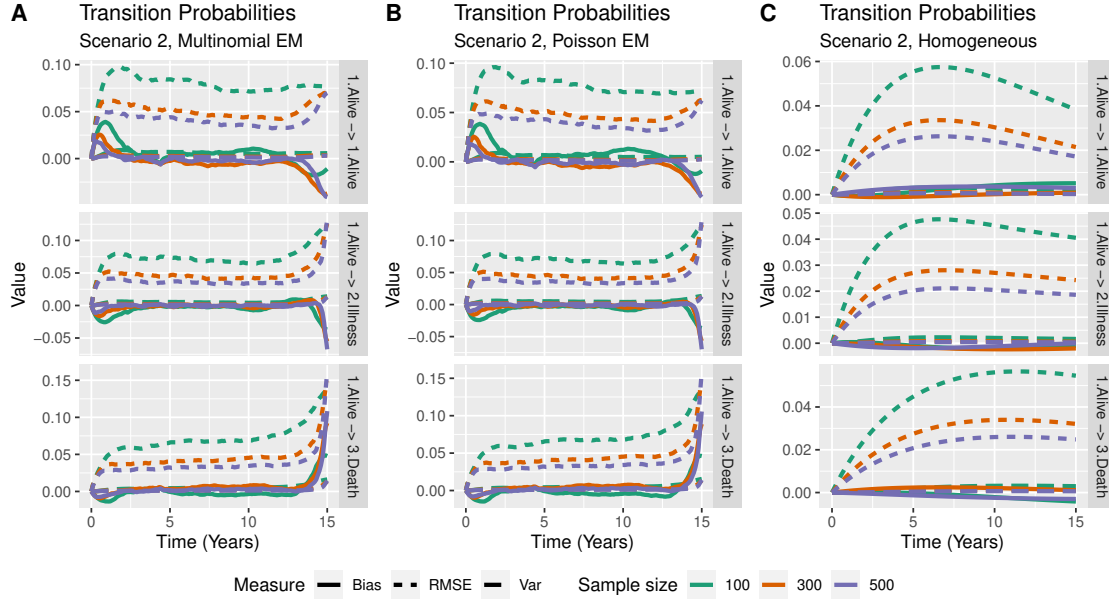 A
Transition Probabilities
Scenario 2, Multinomial EM
0.10
0.05
0.00
1.Alive −> 1.Alive
0.10
0.05
0.00
−0.05
1.Alive −> 2.Illness
0.15
0.10
0.05
0.00
1.Alive −> 3.Death
Value
0
5
10
15
Time (Years)
B
Transition Probabilities
Scenario 2, Poisson EM
0.10
0.05
0.00
1.Alive −> 1.Alive
0.10
0.05
0.00
−0.05
1.Alive −> 2.Illness
0.15
0.10
0.05
0.00
1.Alive −> 3.Death
Value
0
5
10
15
Time (Years)
C
Transition Probabilities
Scenario 2, Homogeneous
0.06
0.04
0.02
0.00
1.Alive −> 1.Alive
0.05
0.04
0.03
0.02
0.01
0.00
1.Alive −> 2.Illness
0.04
0.02
0.00
1.Alive −> 3.Death
Value
0
5
10
15
Time (Years)
Measure Bias RMSE Var Sample size 100 300 500